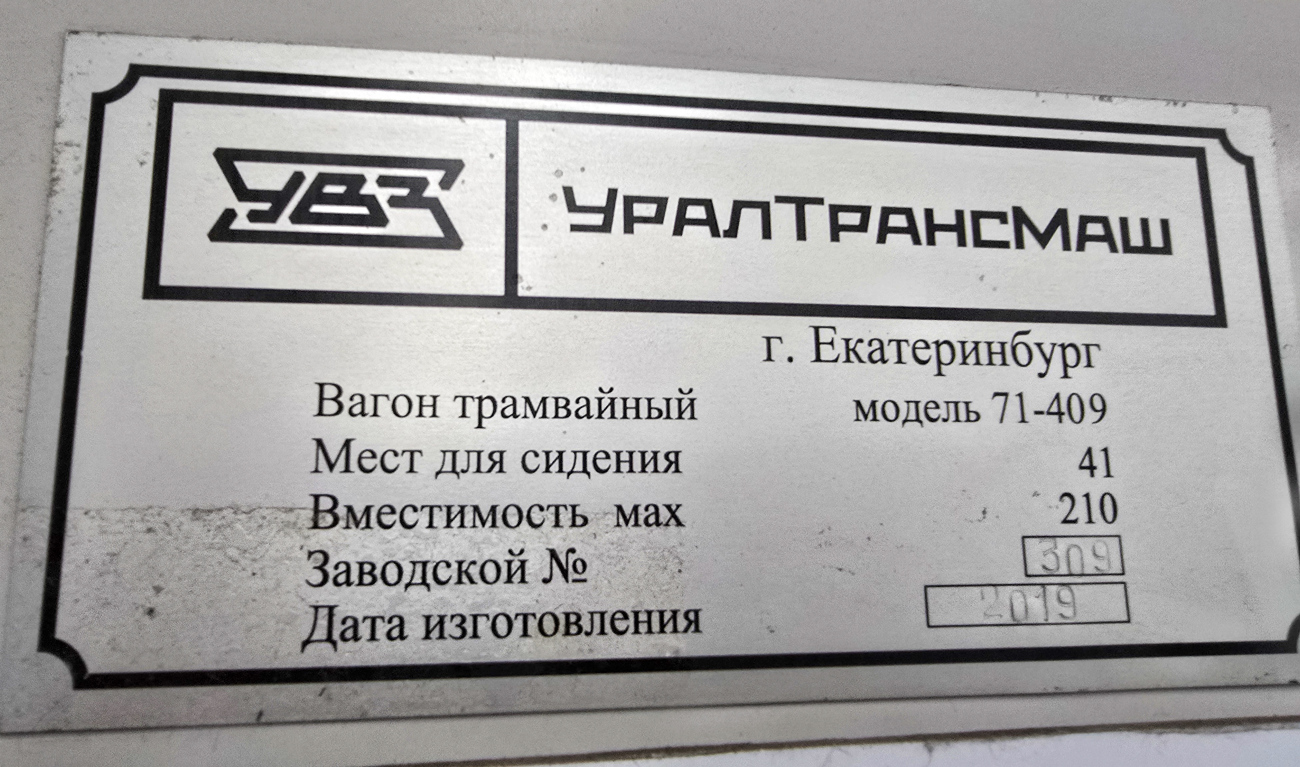 УВЗ
УРАЛТРАНСМАШ
г. Екатеринбург
Вагон трамвайный модель 71-409
Мест для сидения 41
Вместимость мах 210
Заводской № 309
Дата изготовления 2019